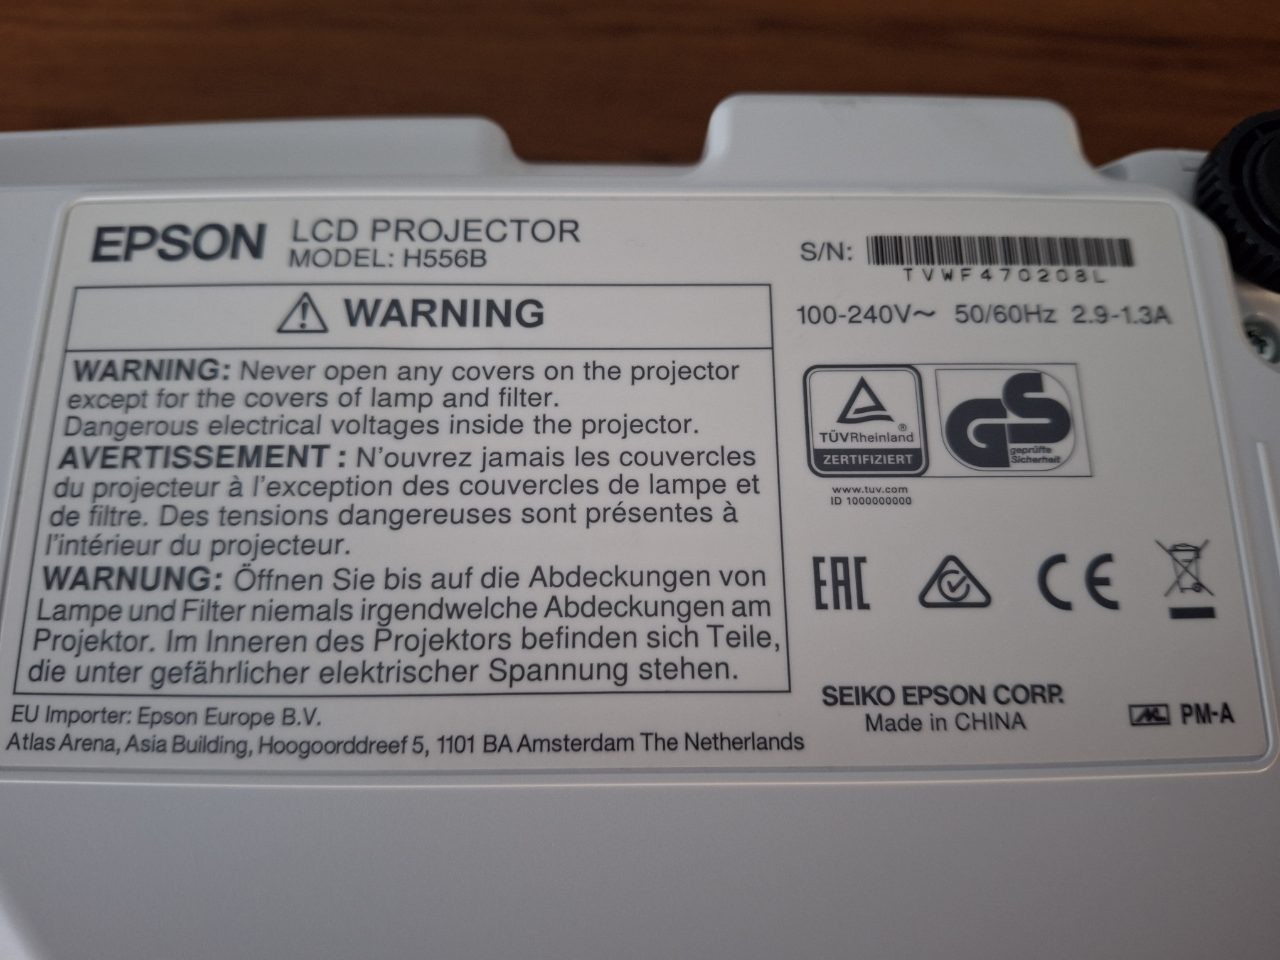 EPSON
LCD PROJECTOR
MODEL: H556B
WARNING
WARNING: Never open any covers on the projector
except for the covers of lamp and filter.
Dangerous electrical voltages inside the projector.
AVERTISSEMENT : N'ouvrez jamais les couvercles
du projecteur à l'exception des couvercles de lampe et
de filtre. Des tensions dangereuses sont présentes à
l'intérieur du projecteur.
WARNUNG: Öffnen Sie bis auf die Abdeckungen von
Lampe und Filter niemals irgendwelche Abdeckungen am
Projektor. Im Inneren des Projektors befinden sich Teile,
die unter gefährlicher elektrischer Spannung stehen.
EU Importer: Epson Europe B.V.
Atlas Arena, Asia Building, Hoogoorddreef 5, 1101 BA Amsterdam The Netherlands
S/N:
TVWF470208L
100-240V~ 50/60Hz 2.9-1.3A
TÜVRheinland
ZERTIFIZIERT
GS
geprüfte
Sicherheit
www.tuv.com
ID 1000000000
EAC
CE
SEIKO EPSON CORP.
Made in CHINA
PM-A